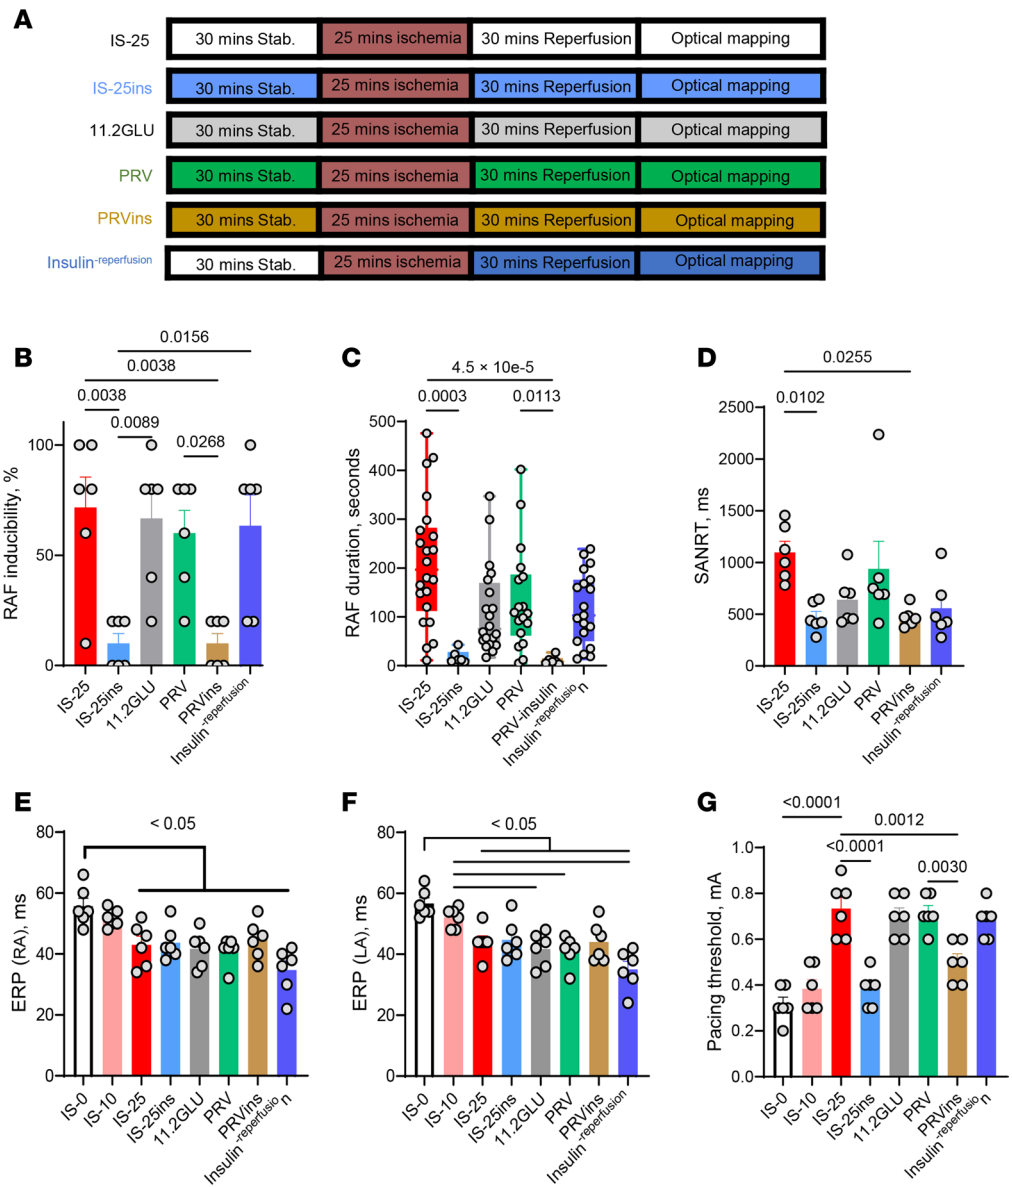 A
IS-25
30 mins Stab.
25 mins ischemia
30 mins Reperfusion
Optical mapping
IS-25ins
30 mins Stab.
25 mins ischemia
30 mins Reperfusion
Optical mapping
11.2GLU
30 mins Stab.
25 mins ischemia
30 mins Reperfusion
Optical mapping
PRV
30 mins Stab.
25 mins ischemia
30 mins Reperfusion
Optical mapping
PRVins
30 mins Stab.
25 mins ischemia
30 mins Reperfusion
Optical mapping
Insulin-reperfusion
30 mins Stab.
25 mins ischemia
30 mins Reperfusion
Optical mapping
B
0.0156
0.0038
0.0038
0.0089
0.0268
RAF inducibility, %
100
50
0
IS-25
IS-25ins
11.2GLU
PRV
PRVins
Insulin-reperfusion
C
4.5 × 10e-5
0.0003
0.0113
RAF duration, seconds
500
400
300
200
100
0
IS-25
IS-25ins
11.2GLU
PRV
PRV-insulin
Insulin-reperfusion
D
0.0255
0.0102
SANRT, ms
2500
2000
1500
1000
500
0
IS-25
IS-25ins
11.2GLU
PRV
PRVins
Insulin-reperfusion
E
< 0.05
ERP (RA), ms
80
60
40
20
0
IS-0
IS-10
IS-25
IS-25ins
11.2GLU
PRV
PRVins
Insulin-reperfusion
F
< 0.05
ERP (LA), ms
80
60
40
20
0
IS-0
IS-10
IS-25
IS-25ins
11.2GLU
PRV
PRVins
Insulin-reperfusion
G
<0.0001
0.0012
<0.0001
0.0030
Pacing threshold, mA
1.0
0.8
0.6
0.4
0.2
0.0
IS-0
IS-10
IS-25
IS-25ins
11.2GLU
PRV
PRVins
Insulin-reperfusion